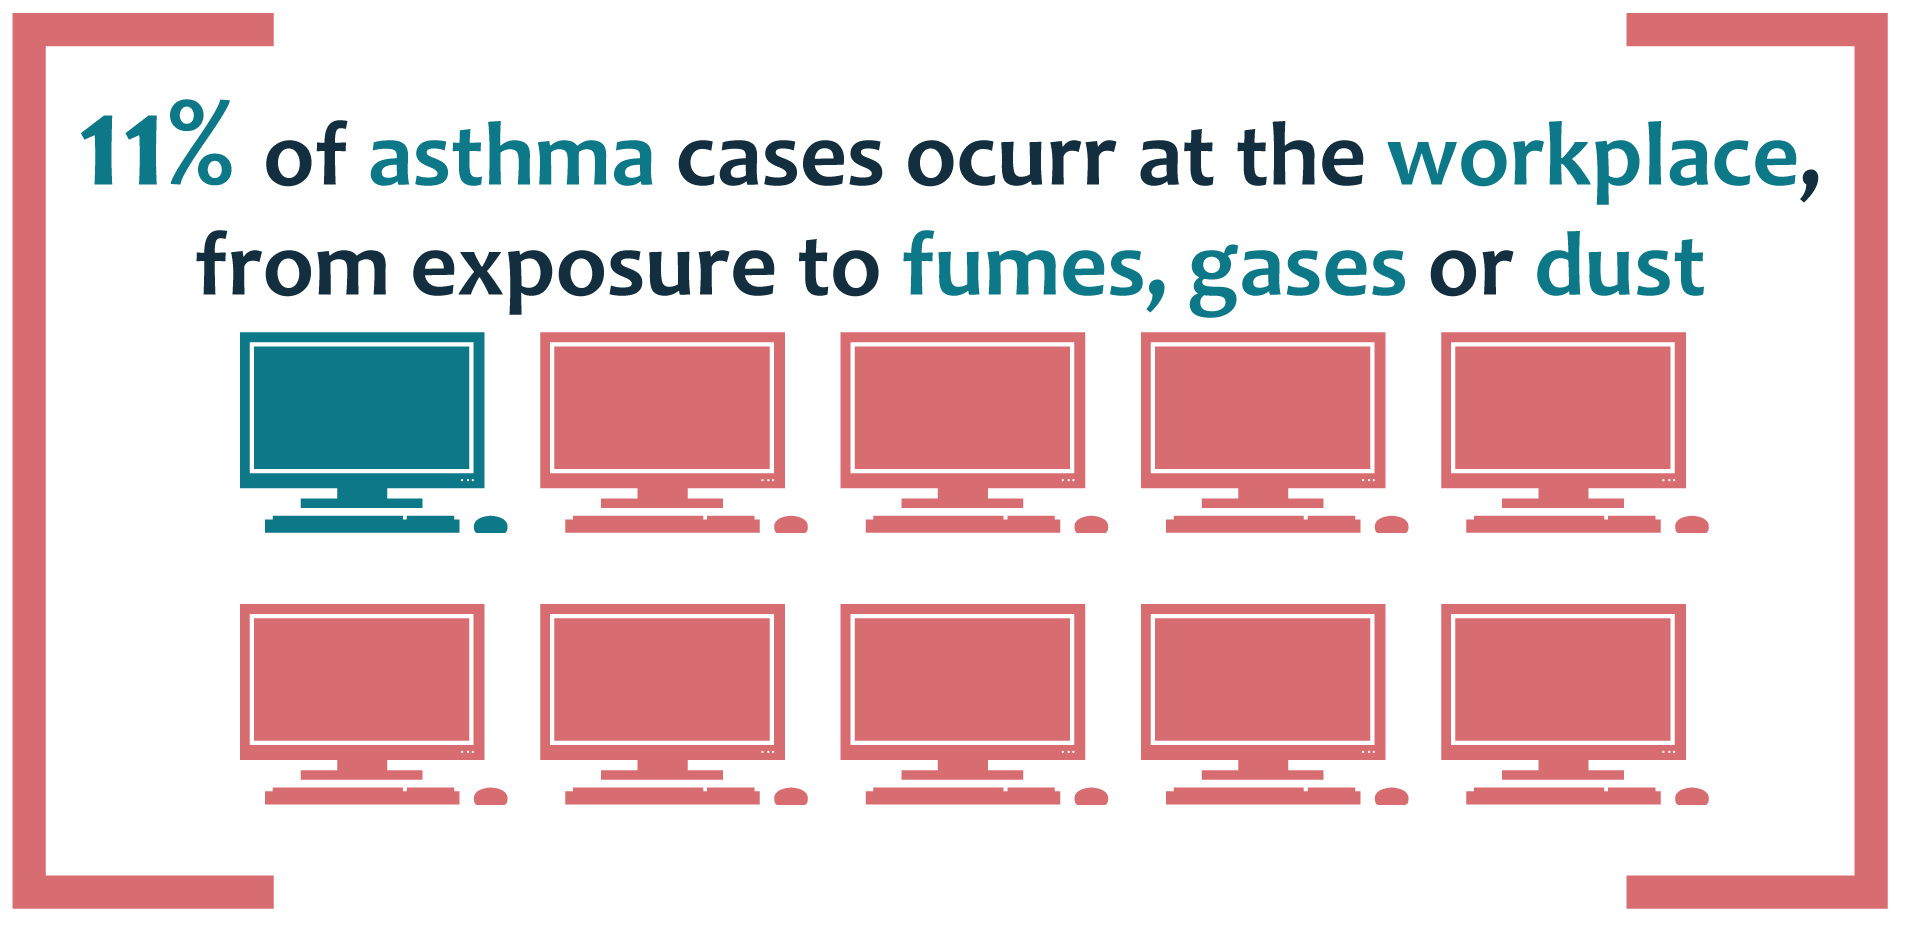 11% of asthma cases ocurr at the workplace,
from exposure to fumes, gases or dust